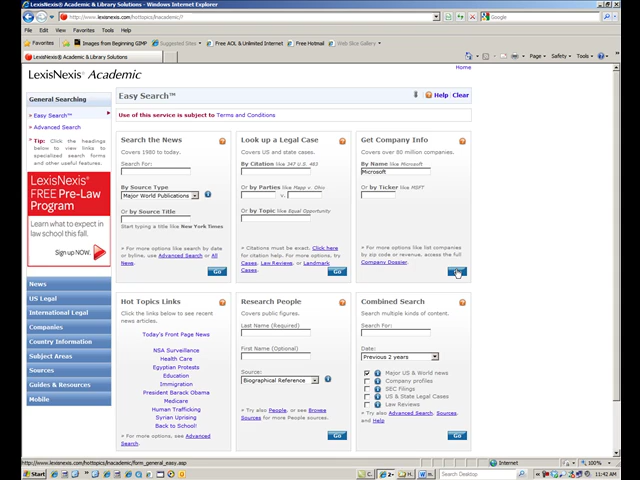 LexisNexis® Academic & Library Solutions - Windows Internet Explorer
http://www.lexisnexis.com/hottopics/lnacademic/?
Google
File Edit View Favorites Tools Help
Favorites Images from Beginning GIMP Suggested Sites Free AOL & Unlimited Internet Free Hotmail Web Slice Gallery
LexisNexis® Academic & Library Solutions
Page Safety Tools
LexisNexis® Academic
Home
General Searching
Easy Search™
Advanced Search
Tip: Click the headings below to view links to specialized search forms and other useful features.
LexisNexis®
FREE Pre-Law
Program
Learn what to expect in
law school this fall.
Sign up NOW.
News
US Legal
International Legal
Companies
Country Information
Subject Areas
Sources
Guides & Resources
Mobile
Easy Search™
Help Clear
Use of this service is subject to Terms and Conditions
Search the News
Covers 1980 to today.
Search For:
By Source Type
Major World Publications
Or by Source Title
Start typing a title like New York Times
» For more options like search by date or byline, use Advanced Search or All News.
Go
Look up a Legal Case
Covers US and state cases.
By Citation like 347 U.S. 483
Or by Parties like Mapp v. Ohio
v.
Or by Topic like Equal Opportunity
» Citations must be exact. Click here for citation help. For more options, try Cases, Law Reviews, or Landmark Cases.
Go
Get Company Info
Covers over 80 million companies.
By Name like Microsoft
Microsoft
Or by Ticker like MSFT
» For more options like list companies by zip code or revenue, access the full Company Dossier.
Hot Topics Links
Click the links below to see recent news articles.
Today's Front Page News
NSA Surveillance
Health Care
Egyptian Protests
Education
Immigration
President Barack Obama
Medicare
Human Trafficking
Syrian Uprising
Back to School!
» For more options, see Advanced Search.
Research People
Covers public figures.
Last Name (Required)
First Name (Optional)
Source:
Biographical Reference
» Try also People, or see Browse Sources for more People sources.
Go
Combined Search
Search multiple kinds of content.
Search For:
Date:
Previous 2 years
Major US & World news
Company profiles
SEC Filings
US & State Legal Cases
Law Reviews
» Try also Advanced Search, Sources, and Help
Go
http://www.lexisnexis.com/hottopics/lnacademic/form_general_easy.asp
Internet
100%
Start
11:42 AM